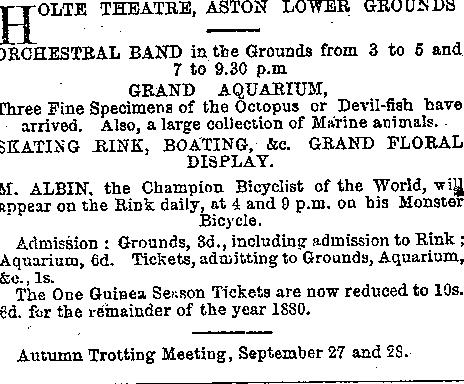 HOLTE THEATRE, ASTON LOWER GROUNDS
ORCHESTRAL BAND in the Grounds from 3 to 5 and
7 to 9.30 p.m
GRAND AQUARIUM,
Three Fine Specimens of the Octopus or Devil-fish have
arrived. Also, a large collection of Marine animals.
SKATING RINK, BOATING, &c. GRAND FLORAL
DISPLAY.
M. ALBIN, the Champion Bicyclist of the World, will
appear on the Rink daily, at 4 and 9 p.m. on his Monster
Bicycle.
Admission : Grounds, 3d., including admission to Rink ;
Aquarium, 6d. Tickets, admitting to Grounds, Aquarium,
&c., 1s.
The One Guinea Season Tickets are now reduced to 10s.
6d. for the remainder of the year 1880.
Autumn Trotting Meeting, September 27 and 28.